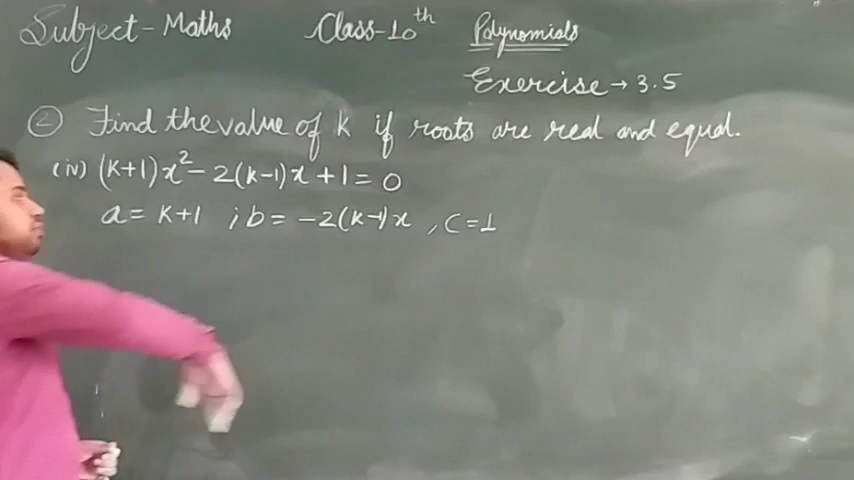 Subject - Maths Class-10th Polynomials
Exercise → 3.5
② Find the value of k if roots are real and equal.
(iv) (k+1)x² - 2(k-1)x + 1 = 0
a = k+1 ; b = -2(k-1)x , c = 1